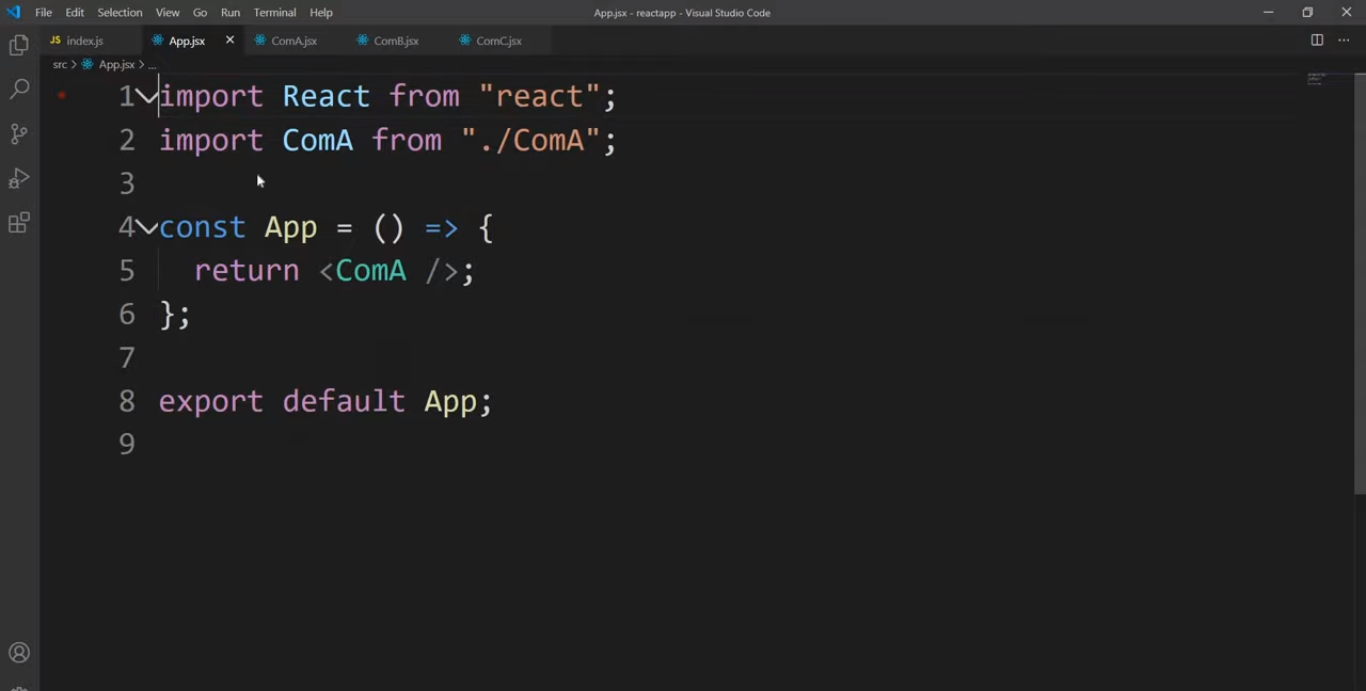 File Edit Selection View Go Run Terminal Help App.jsx - reactapp - Visual Studio Code
JS index.js App.jsx ComA.jsx ComB.jsx ComC.jsx
src > App.jsx > ...
1 import React from "react";
2 import ComA from "./ComA";
3
4 const App = () => {
5 return <ComA />;
6 };
7
8 export default App;
9